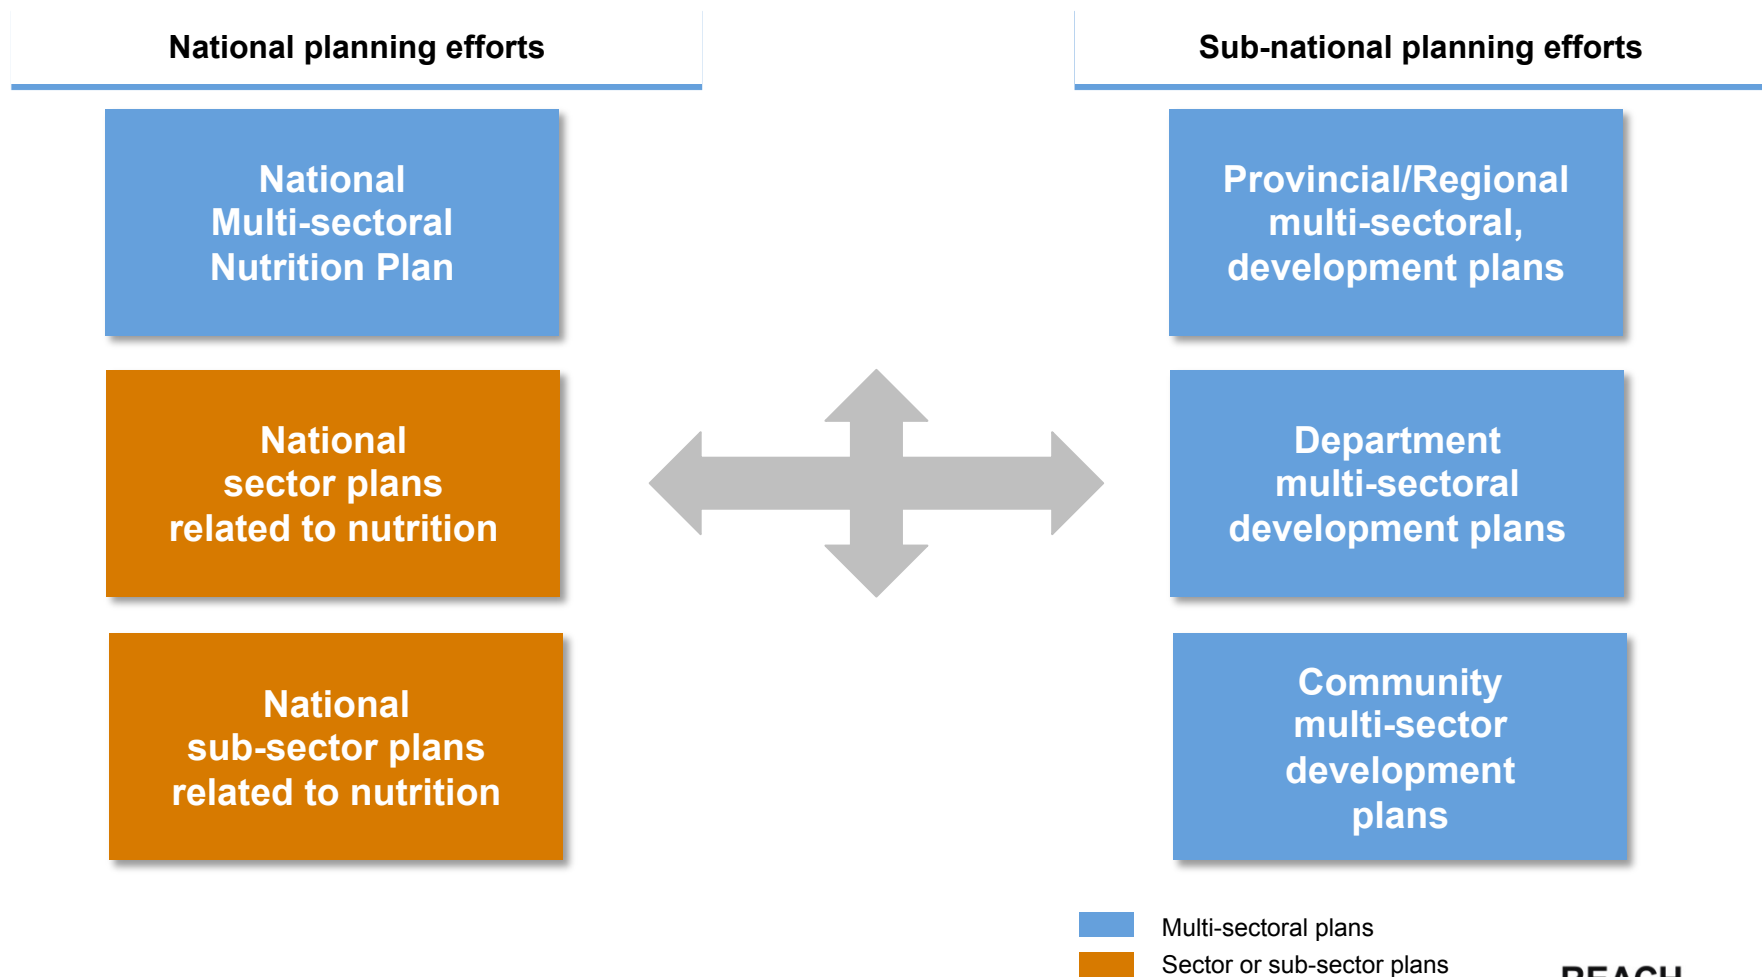 National planning efforts
Sub-national planning efforts
National
Multi-sectoral
Nutrition Plan
Provincial/Regional
multi-sectoral,
development plans
National
sector plans
related to nutrition
Department
multi-sectoral
development plans
National
sub-sector plans
related to nutrition
Community
multi-sector
development
plans
Multi-sectoral plans
Sector or sub-sector plans
REACH